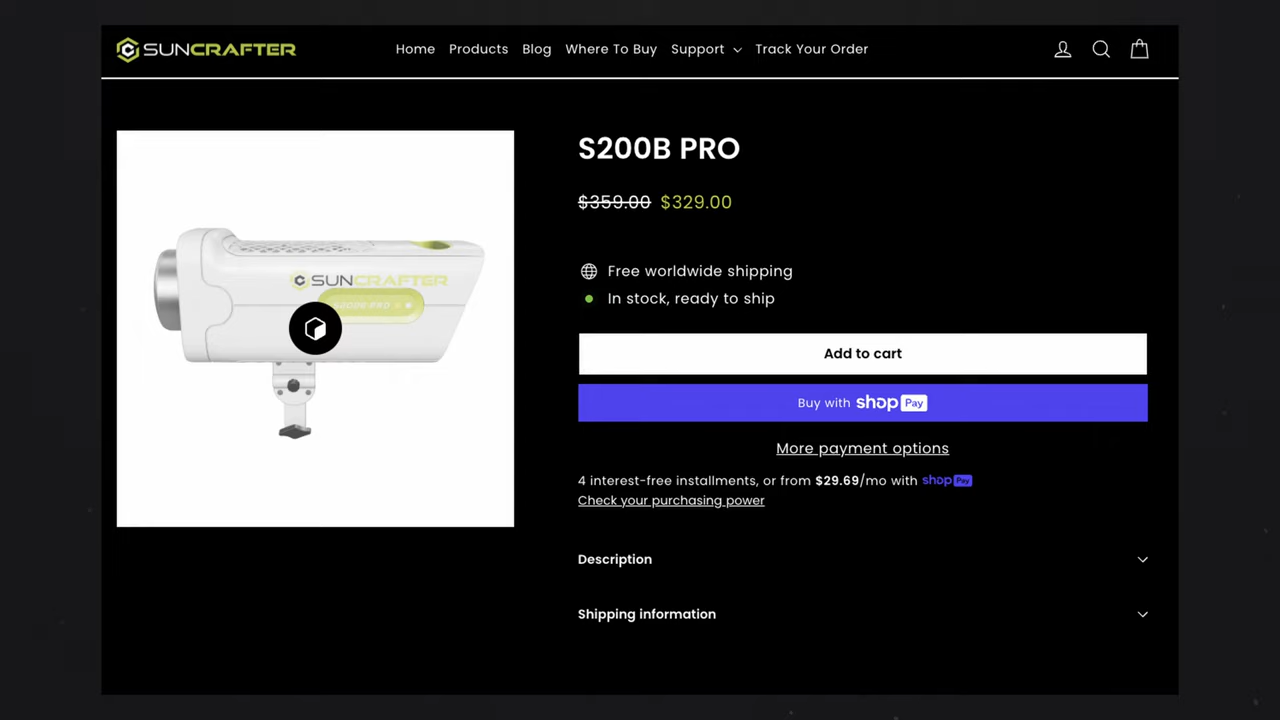 SUNCRAFTER
Home Products Blog Where To Buy Support Track Your Order
S200B PRO
$359.00 $329.00
SUNCRAFTER
S200B PRO
Free worldwide shipping
In stock, ready to ship
Add to cart
Buy with shop Pay
More payment options
4 interest-free installments, or from $29.69/mo with shop Pay
Check your purchasing power
Description
Shipping information